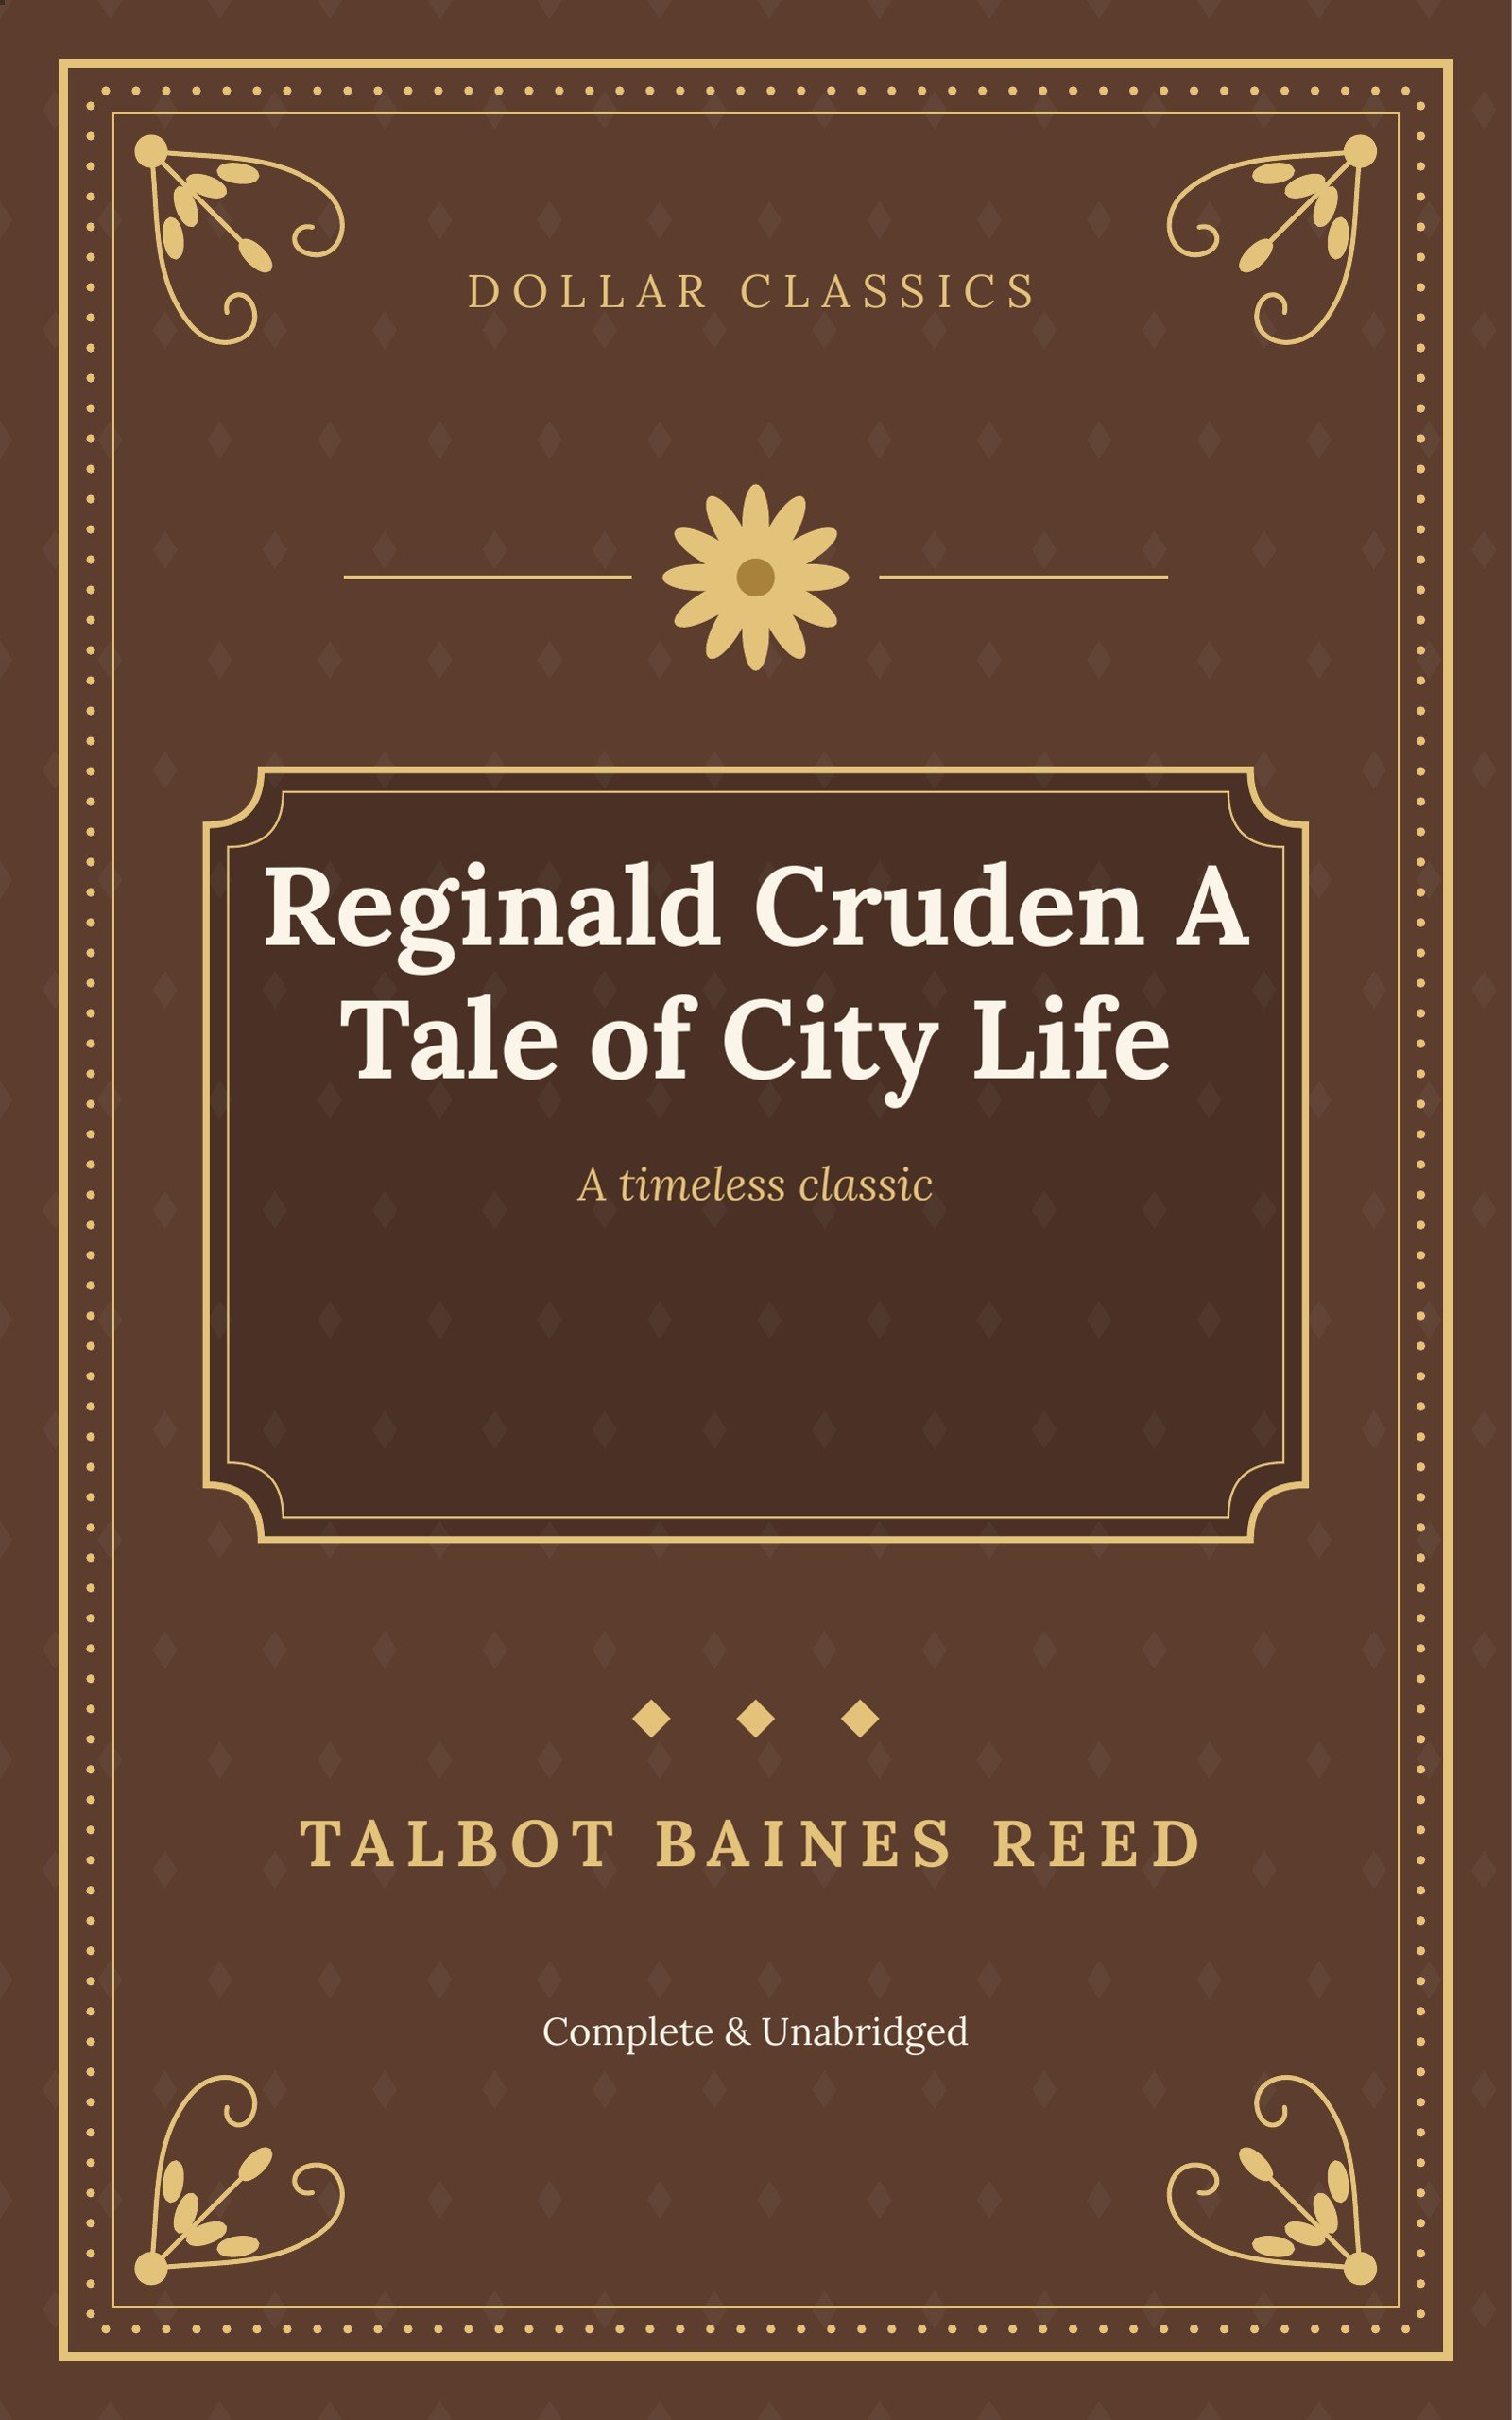 DOLLAR CLASSICS
Reginald Cruden A
Tale of City Life
A timeless classic
TALBOT BAINES REED
Complete & Unabridged